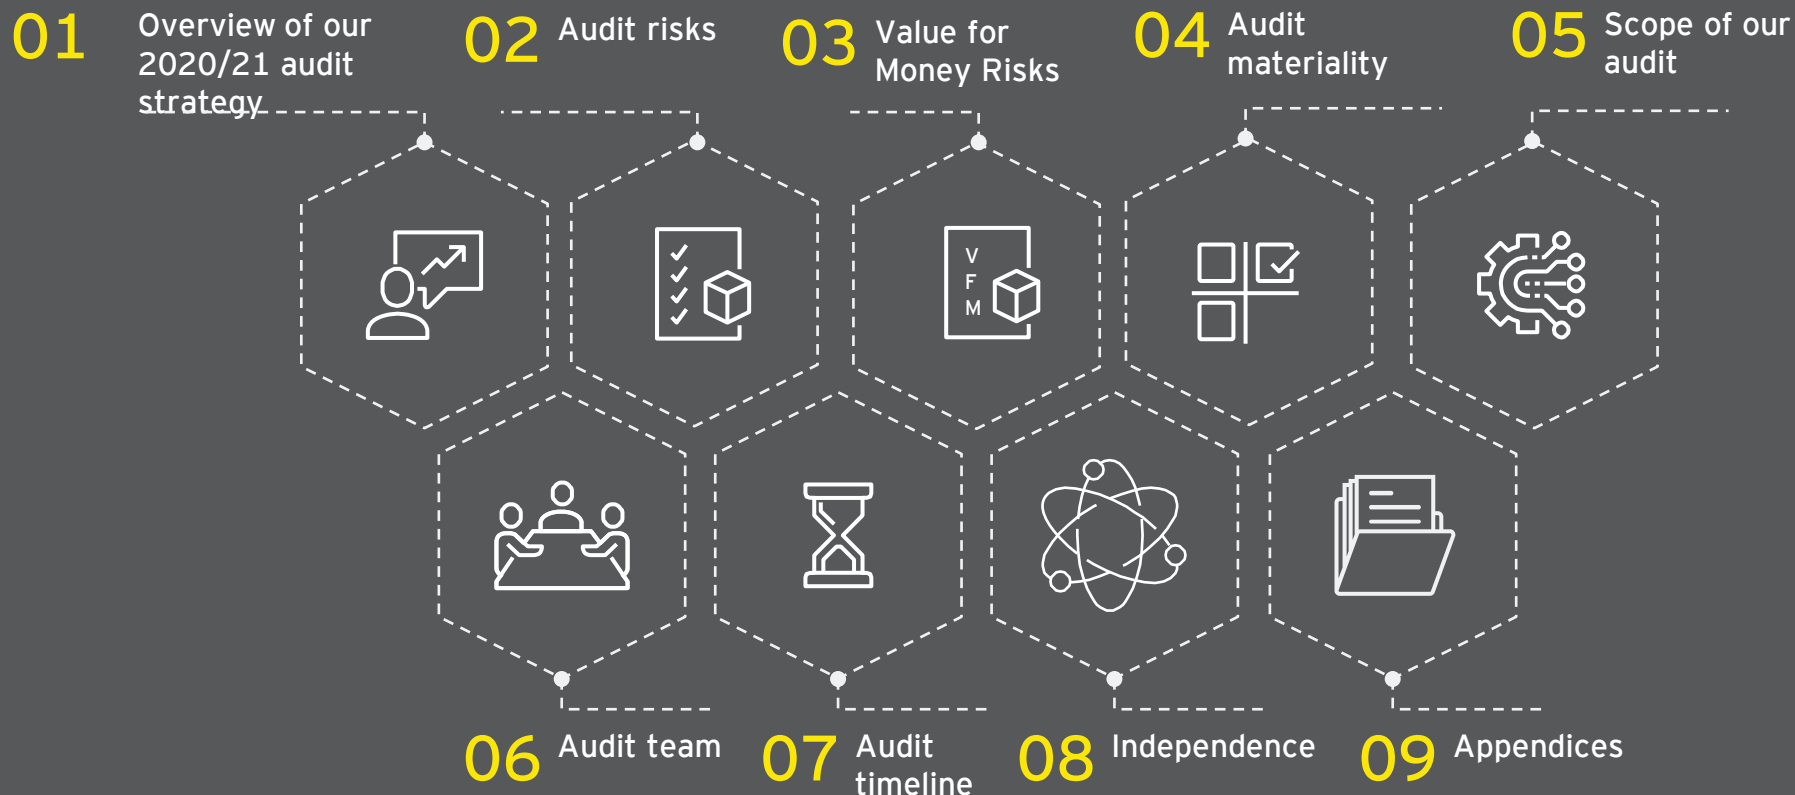 01
Overview of our
2020/21 audit
strategy
02
Audit risks
03
Value for
Money Risks
04
Audit
materiality
05
Scope of our
audit
V
F
M
06
Audit team
07
Audit
timeline
08
Independence
09
Appendices